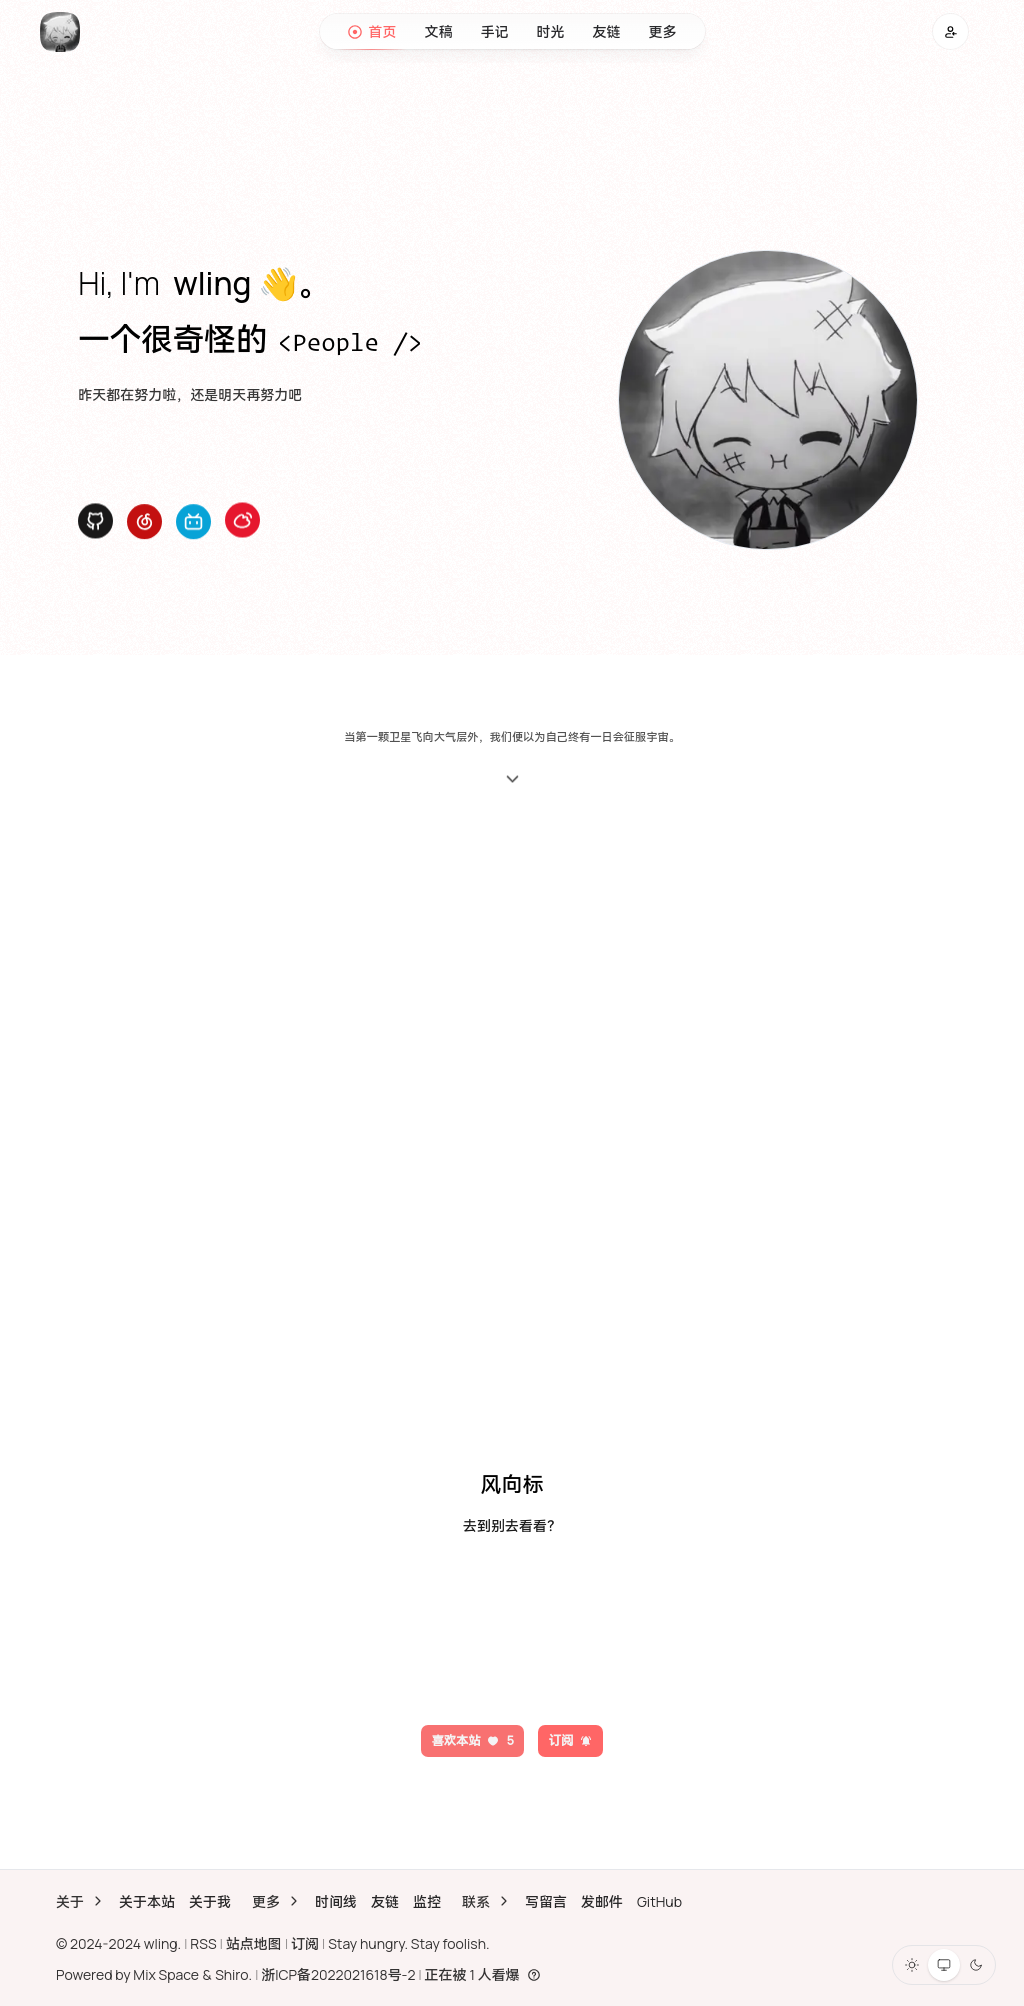 首页 文稿 手记 时光 友链 更多
Hi, I'm wling 👋。
一个很奇怪的 <People />
昨天都在努力啦，还是明天再努力吧
当第一颗卫星飞向大气层外，我们便以为自己终有一日会征服宇宙。
风向标
去到别去看看？
喜欢本站 5 订阅
关于 > 关于本站 关于我 更多 > 时间线 友链 监控 联系 > 写留言 发邮件 GitHub
© 2024-2024 wling. | RSS | 站点地图 | 订阅 | Stay hungry. Stay foolish.
Powered by Mix Space & Shiro. | 浙ICP备2022021618号-2 | 正在被 1 人看爆